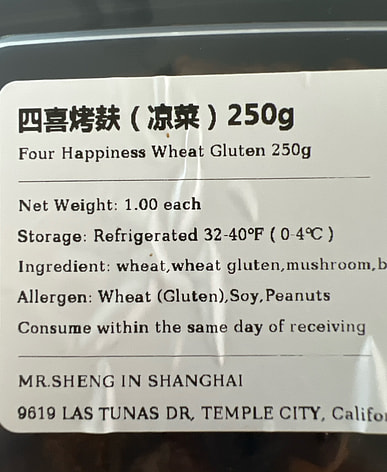 四喜烤麸（凉菜）250g
Four Happiness Wheat Gluten 250g
Net Weight: 1.00 each
Storage: Refrigerated 32-40°F ( 0-4℃ )
Ingredient: wheat,wheat gluten,mushroom,b
Allergen: Wheat (Gluten),Soy,Peanuts
Consume within the same day of receiving
MR.SHENG IN SHANGHAI
9619 LAS TUNAS DR, TEMPLE CITY, Califor